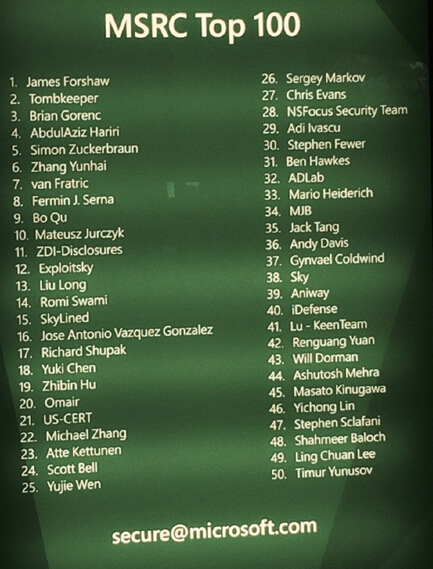 MSRC Top 100
1. James Forshaw
2. Tombkeeper
3. Brian Gorenc
4. AbdulAziz Hariri
5. Simon Zuckerbraun
6. Zhang Yunhai
7. van Fratric
8. Fermin J. Serna
9. Bo Qu
10. Mateusz Jurczyk
11. ZDI-Disclosures
12. Exploitsky
13. Liu Long
14. Romi Swami
15. SkyLined
16. Jose Antonio Vazquez Gonzalez
17. Richard Shupak
18. Yuki Chen
19. Zhibin Hu
20. Omair
21. US-CERT
22. Michael Zhang
23. Atte Kettunen
24. Scott Bell
25. Yujie Wen
26. Sergey Markov
27. Chris Evans
28. NSFocus Security Team
29. Adi Ivascu
30. Stephen Fewer
31. Ben Hawkes
32. ADLab
33. Mario Heiderich
34. MJB
35. Jack Tang
36. Andy Davis
37. Gynvael Coldwind
38. Sky
39. Aniway
40. iDefense
41. Lu - KeenTeam
42. Renguang Yuan
43. Will Dorman
44. Ashutosh Mehra
45. Masato Kinugawa
46. Yichong Lin
47. Stephen Sclafani
48. Shahmeer Baloch
49. Ling Chuan Lee
50. Timur Yunusov
secure@microsoft.com